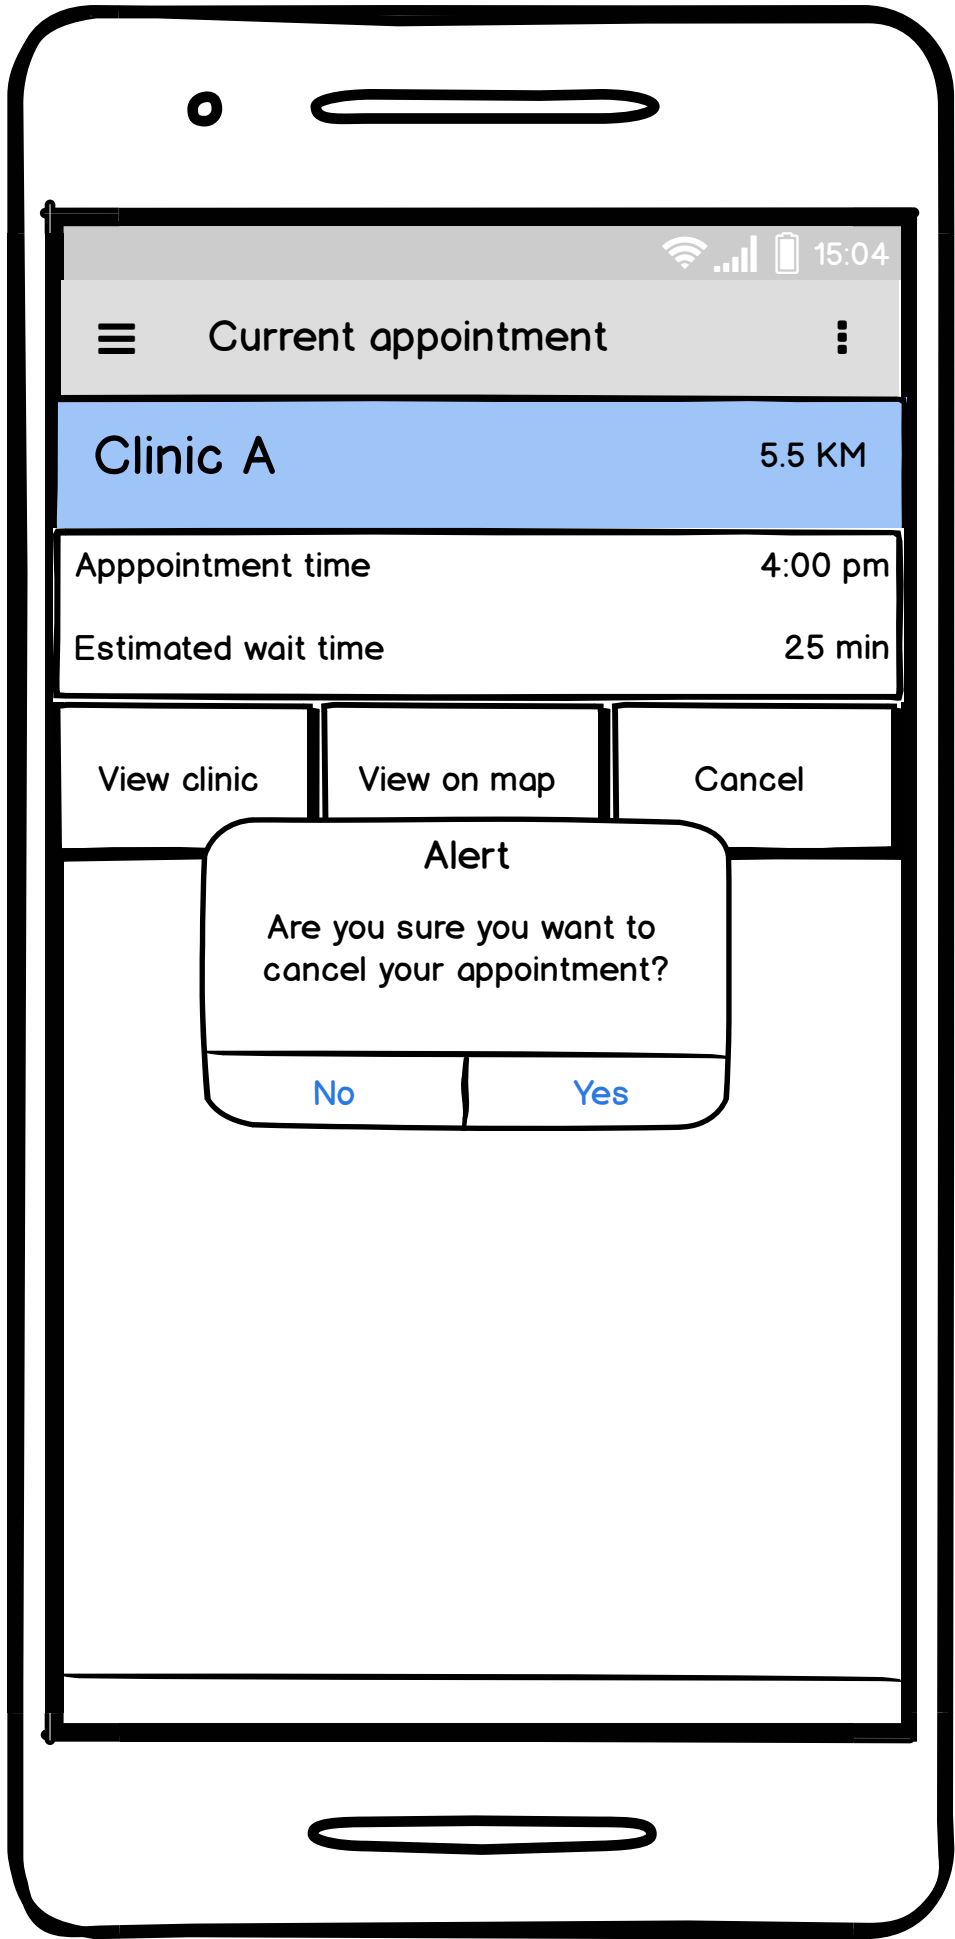 15:04
Current appointment
Clinic A 5.5 KM
Apppointment time 4:00 pm
Estimated wait time 25 min
View clinic View on map Cancel
Alert
Are you sure you want to
cancel your appointment?
No Yes